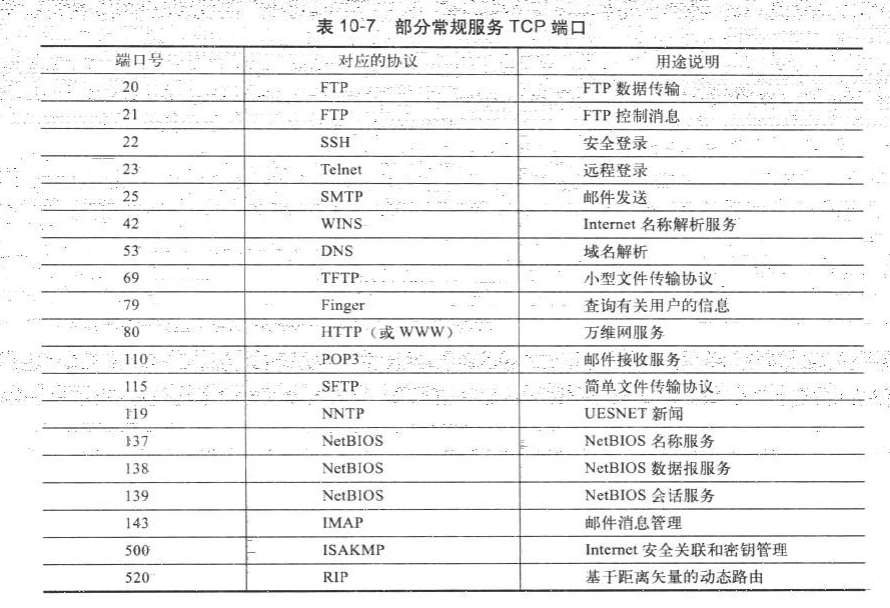 表 10-7 部分常规服务 TCP 端口
端口号 对应的协议 用途说明
20 FTP FTP 数据传输
21 FTP FTP 控制消息
22 SSH 安全登录
23 Telnet 远程登录
25 SMTP 邮件发送
42 WINS Internet 名称解析服务
53 DNS 域名解析
69 TFTP 小型文件传输协议
79 Finger 查询有关用户的信息
80 HTTP（或 WWW） 万维网服务
110 POP3 邮件接收服务
115 SFTP 简单文件传输协议
119 NNTP UESNET 新闻
137 NetBIOS NetBIOS 名称服务
138 NetBIOS NetBIOS 数据报服务
139 NetBIOS NetBIOS 会话服务
143 IMAP 邮件消息管理
500 ISAKMP Internet 安全关联和密钥管理
520 RIP 基于距离矢量的动态路由